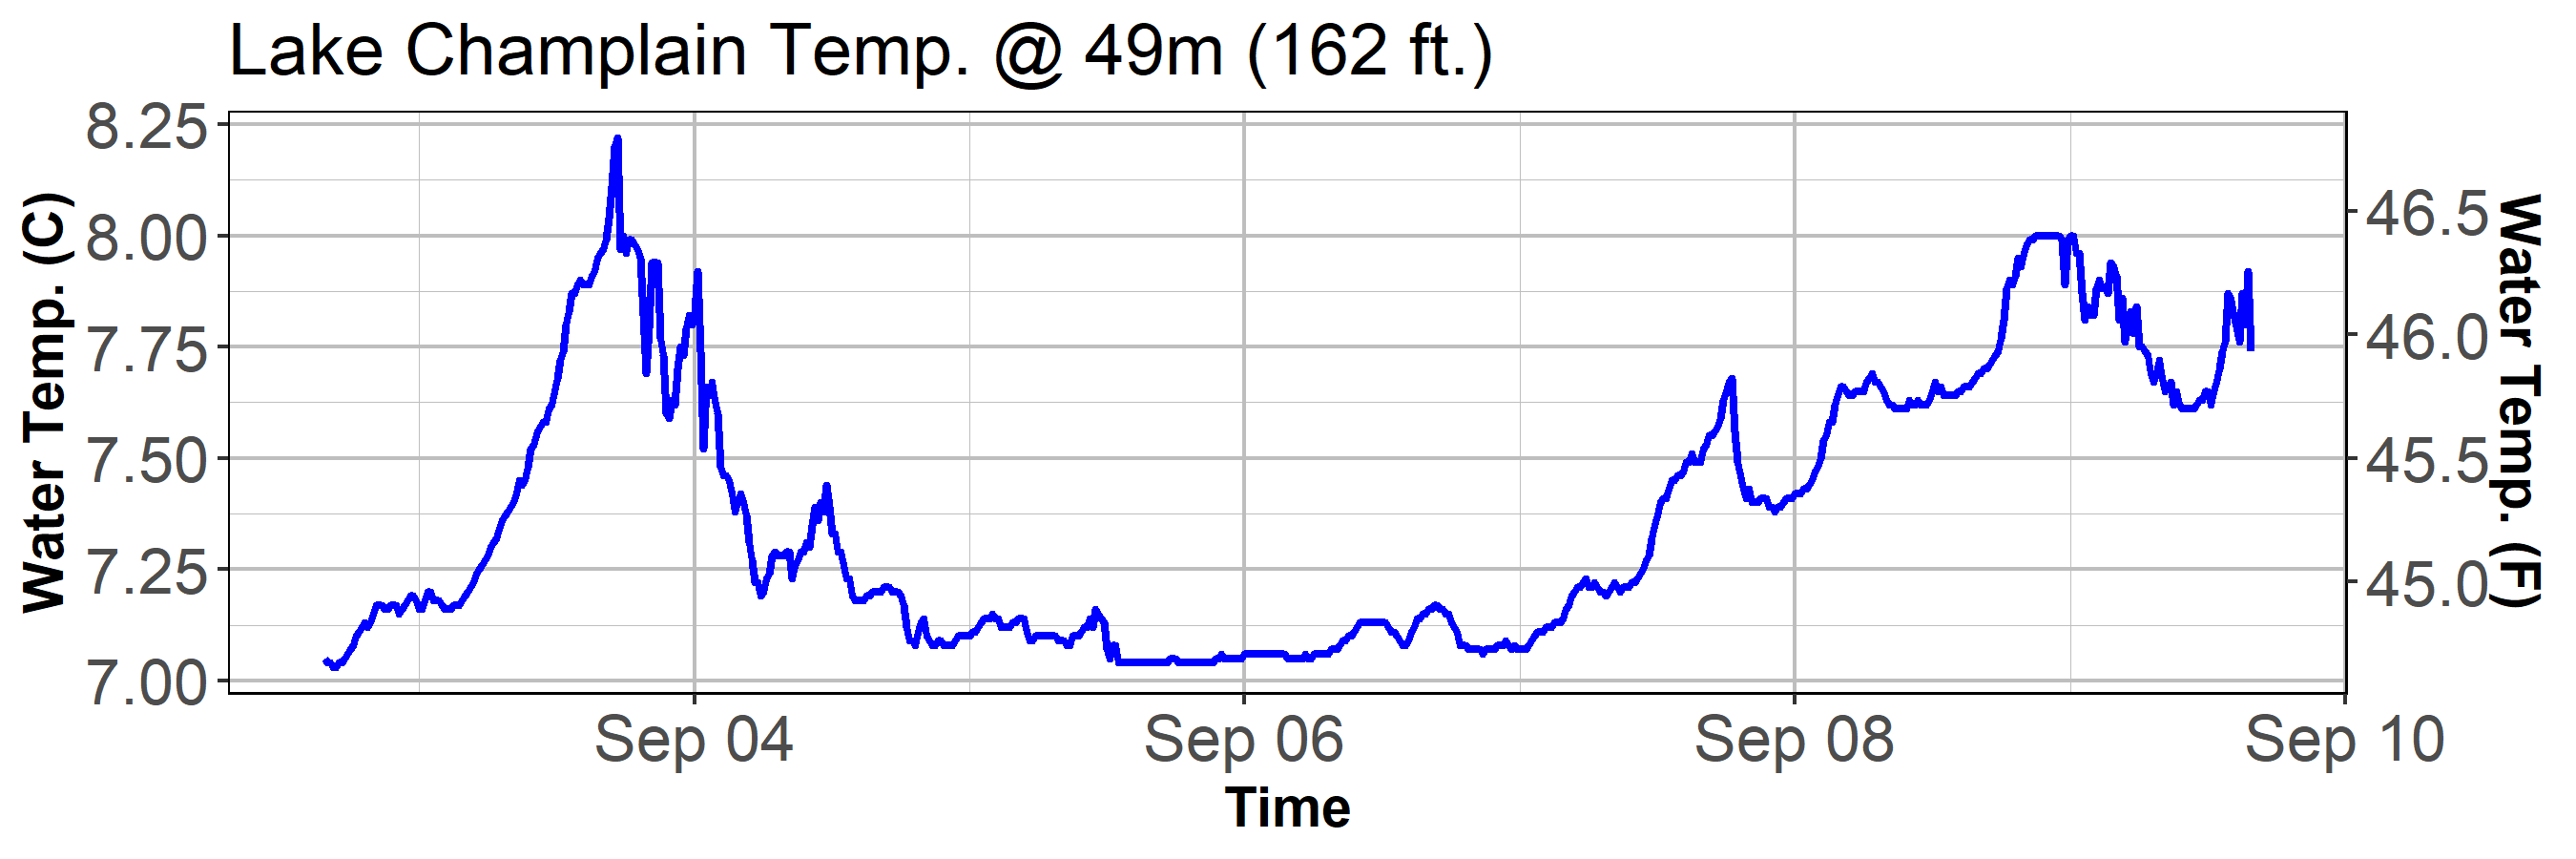 Lake Champlain Temp. @ 49m (162 ft.)
Water Temp. (C)
8.25
8.00
7.75
7.50
7.25
7.00
46.5
46.0
45.5
45.0
Water Temp. (F)
Sep 04 Sep 06 Sep 08 Sep 10
Time